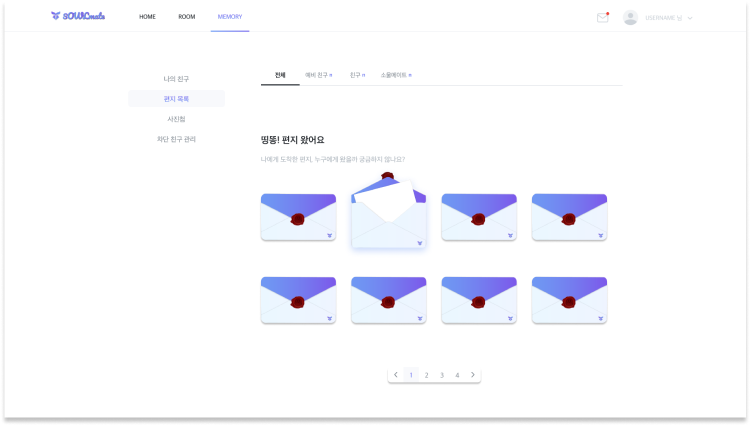 SOULmate
HOME
ROOM
MEMORY
USERNAME 님
나의 친구
편지 목록
사진첩
차단 친구 관리
전체
예비 친구
친구
소울메이트
띵똥! 편지 왔어요
나에게 도착한 편지, 누구에게 왔을까 궁금하지 않나요?
1 2 3 4